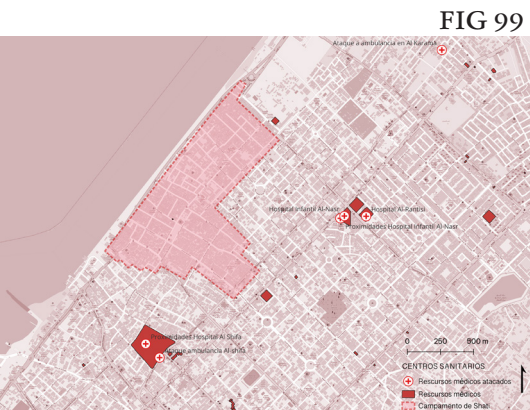 FIG 99
Ataque a ambulancia en Al Karama
Hospital Infantil Al-Nasr
Hospital Al-Rantisi
Proximidades Hospital Infantil Al-Nasr
Proximidades Hospital Al Shifa
Ataque ambulancia Al-shifa
0 250 500 m
CENTROS SANITARIOS
Rescursos médicos atacados
Rescursos médicos
Campamento de Shati